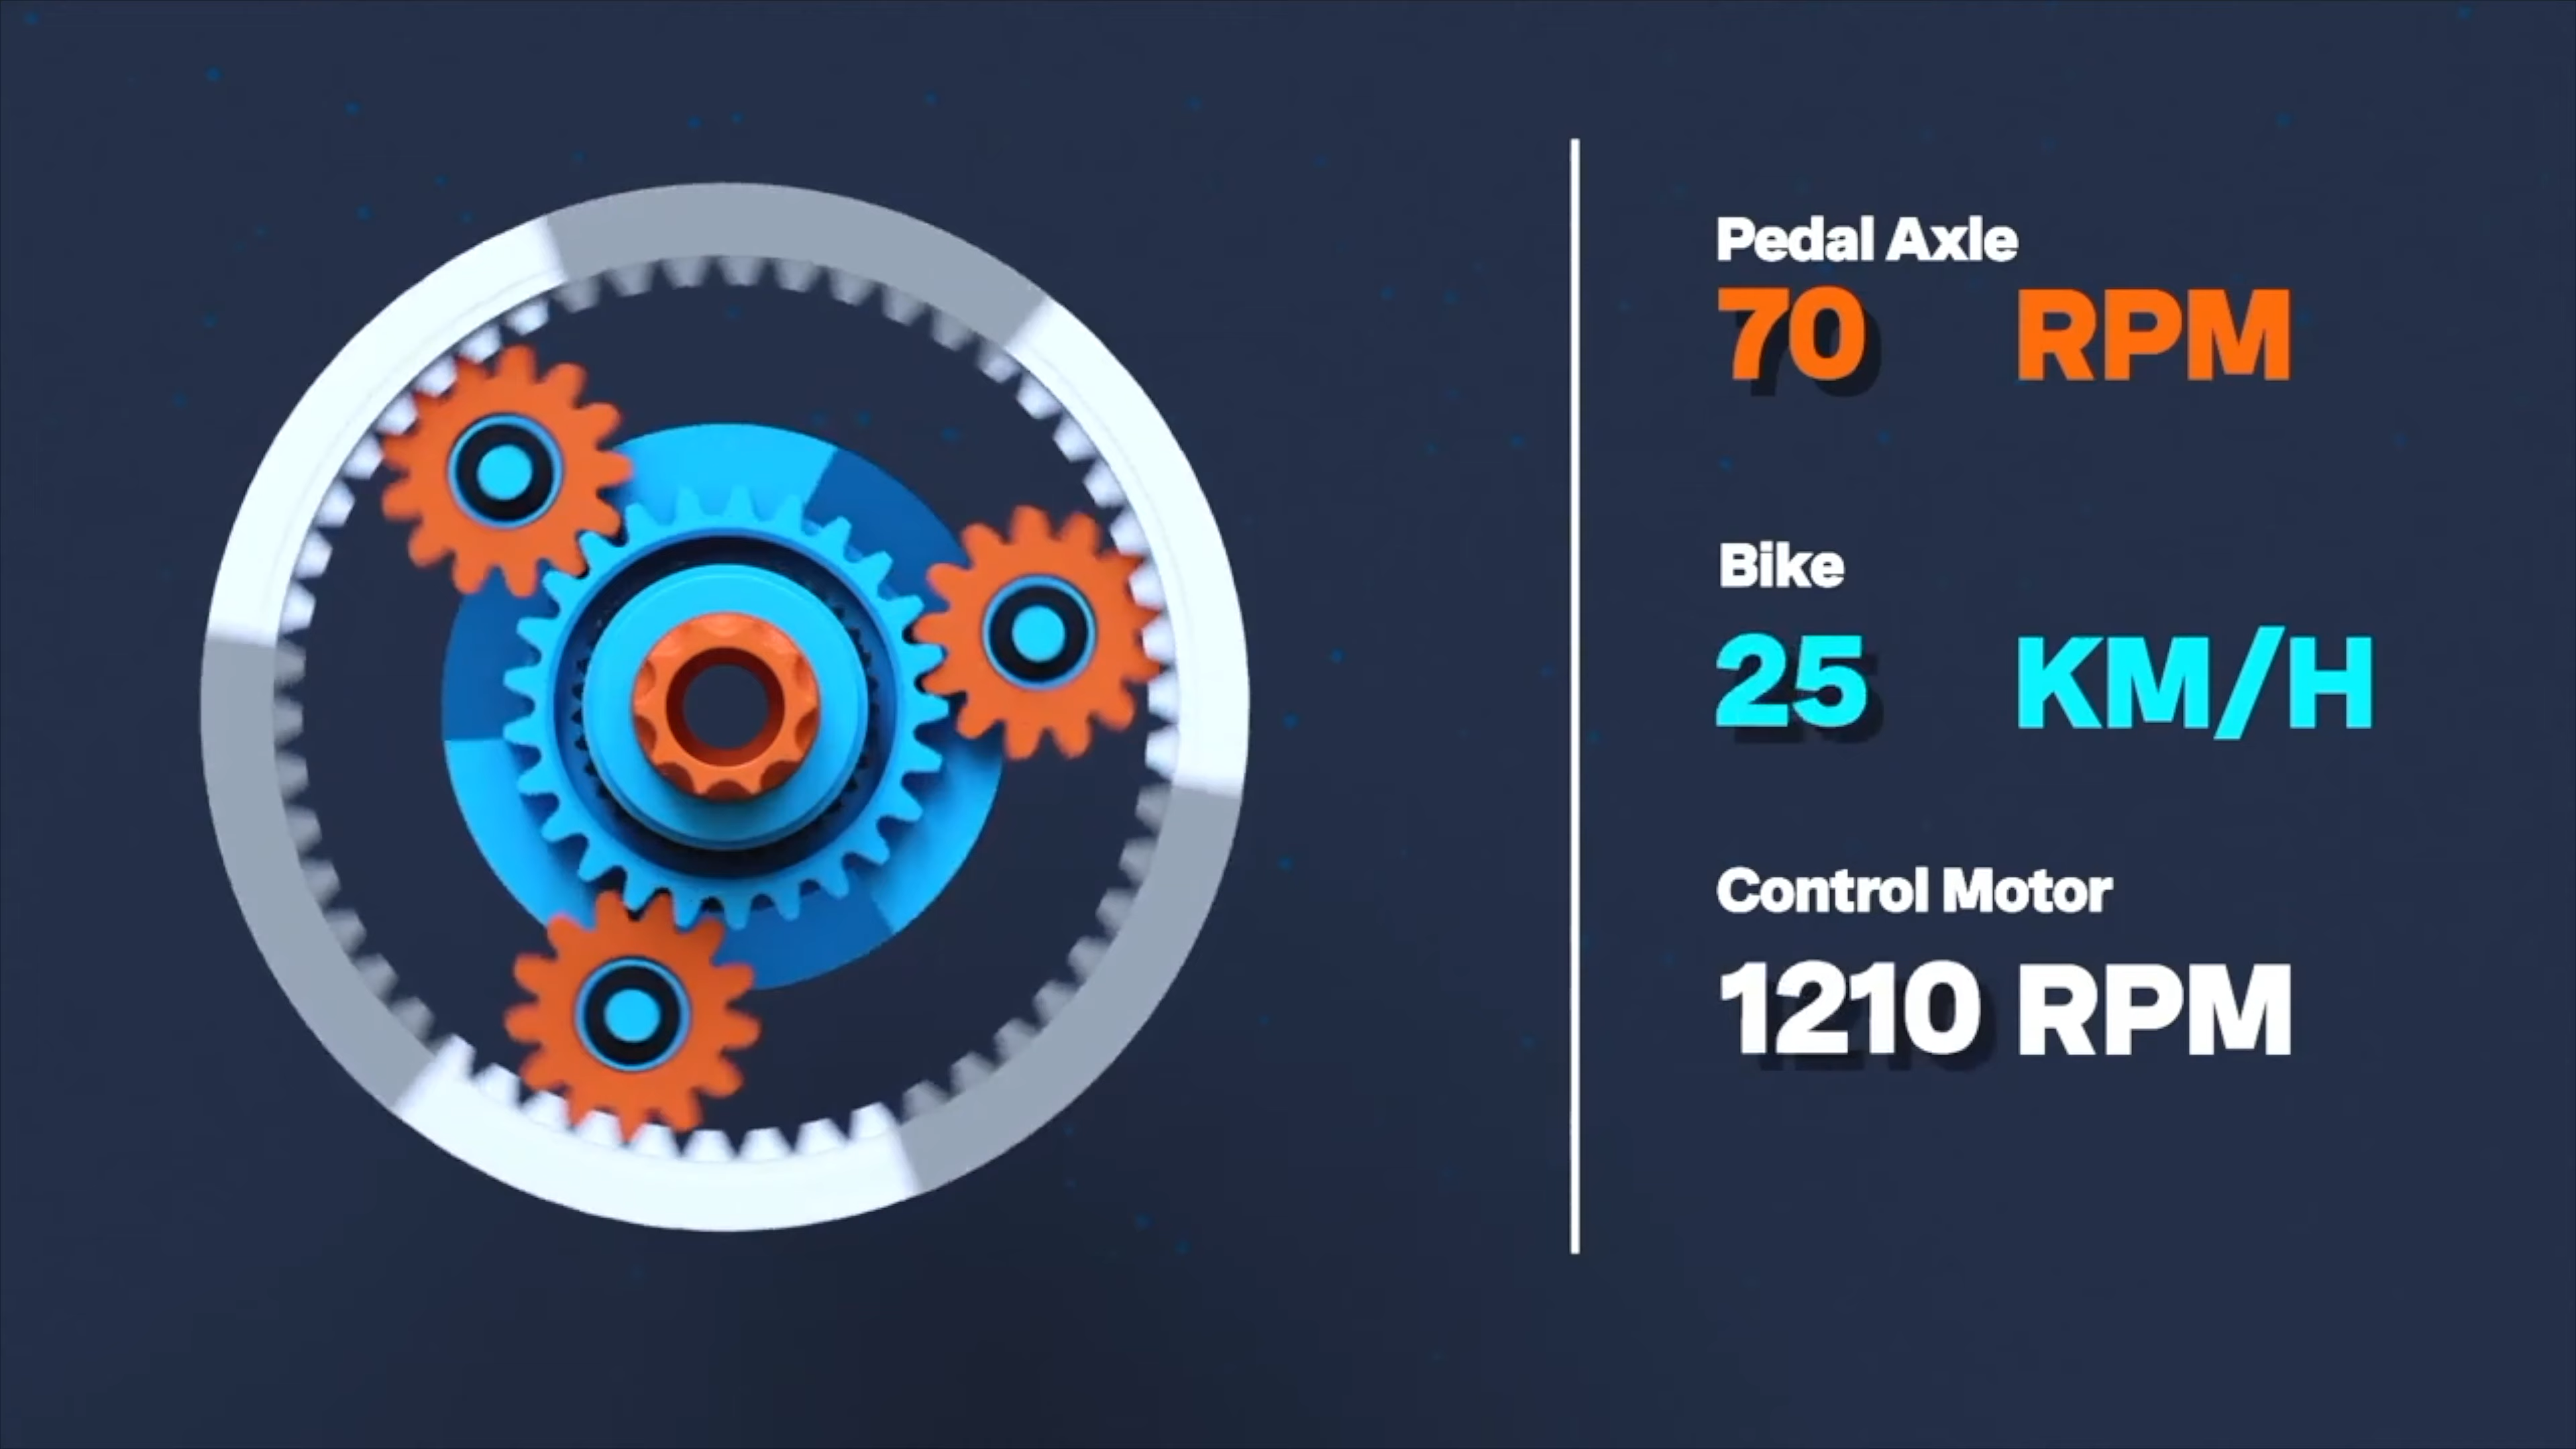 Pedal Axle
70 RPM
Bike
25 KM/H
Control Motor
1210 RPM